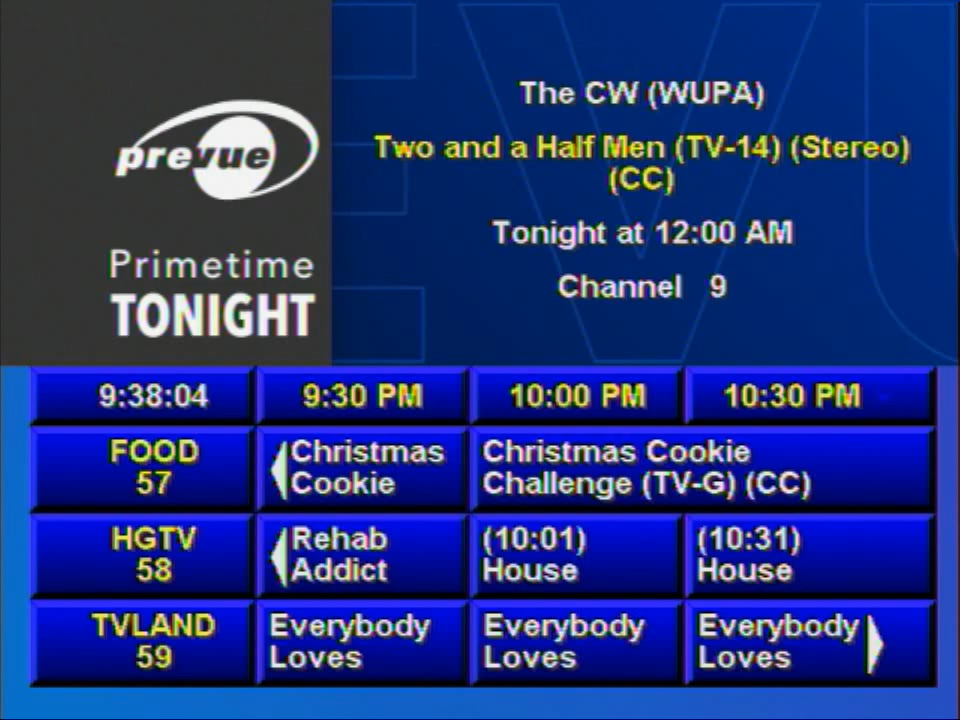 The CW (WUPA)
Two and a Half Men (TV-14) (Stereo)
(CC)
Tonight at 12:00 AM
Channel 9
prevue
Primetime
TONIGHT
9:38:04 9:30 PM 10:00 PM 10:30 PM
FOOD
57
Christmas
Cookie
Christmas Cookie
Challenge (TV-G) (CC)
HGTV
58
Rehab
Addict
(10:01)
House
(10:31)
House
TVLAND
59
Everybody
Loves
Everybody
Loves
Everybody
Loves